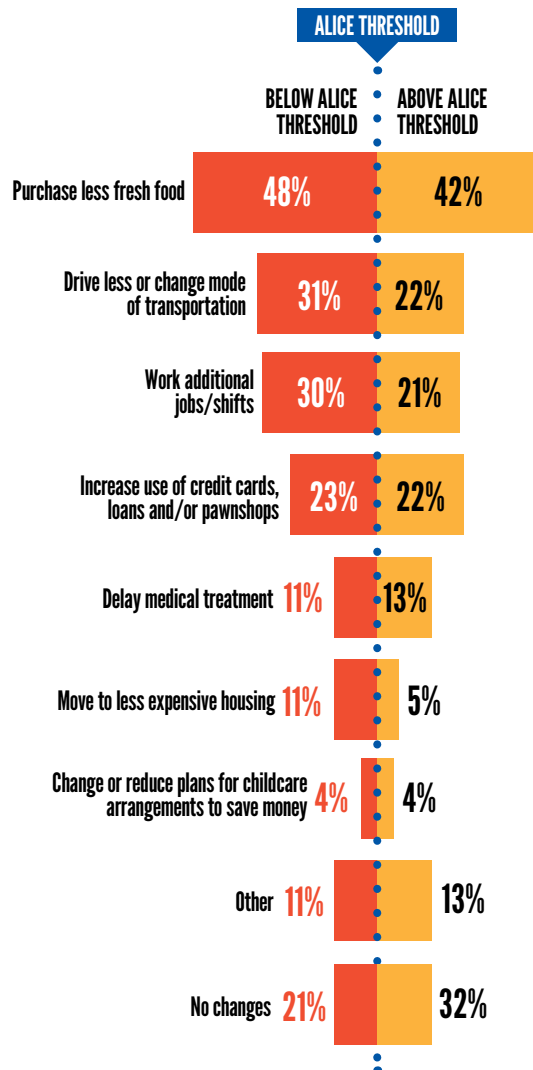 ALICE THRESHOLD
BELOW ALICE
THRESHOLD
ABOVE ALICE
THRESHOLD
Purchase less fresh food
48%
42%
Drive less or change mode
of transportation
31%
22%
Work additional
jobs/shifts
30%
21%
Increase use of credit cards,
loans and/or pawnshops
23%
22%
Delay medical treatment
11%
13%
Move to less expensive housing
11%
5%
Change or reduce plans for childcare
arrangements to save money
4%
4%
Other
11%
13%
No changes
21%
32%